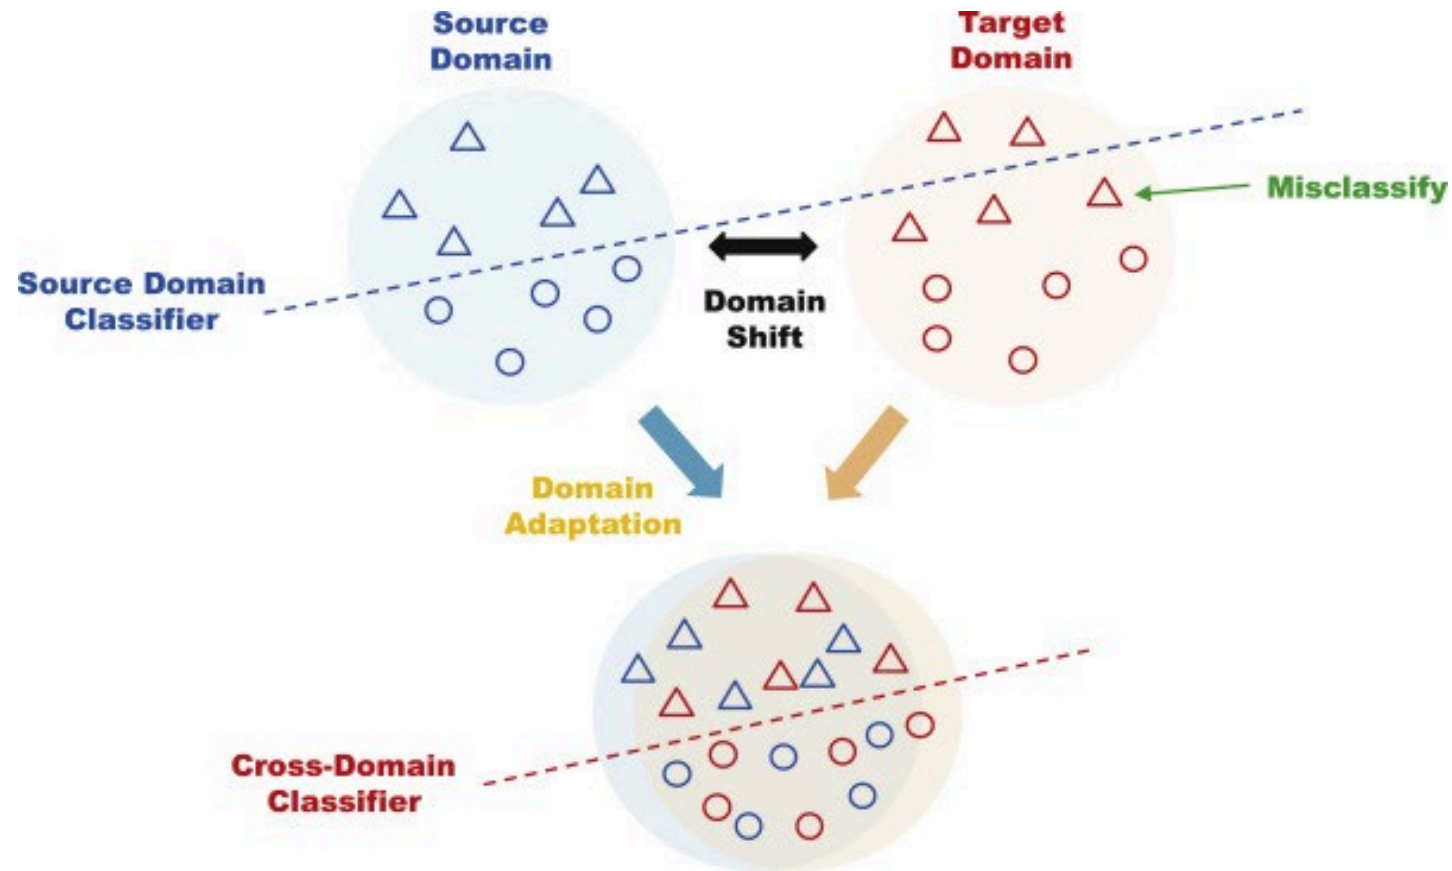 Source
Domain
Target
Domain
Misclassify
Source Domain
Classifier
Domain
Shift
Domain
Adaptation
Cross-Domain
Classifier